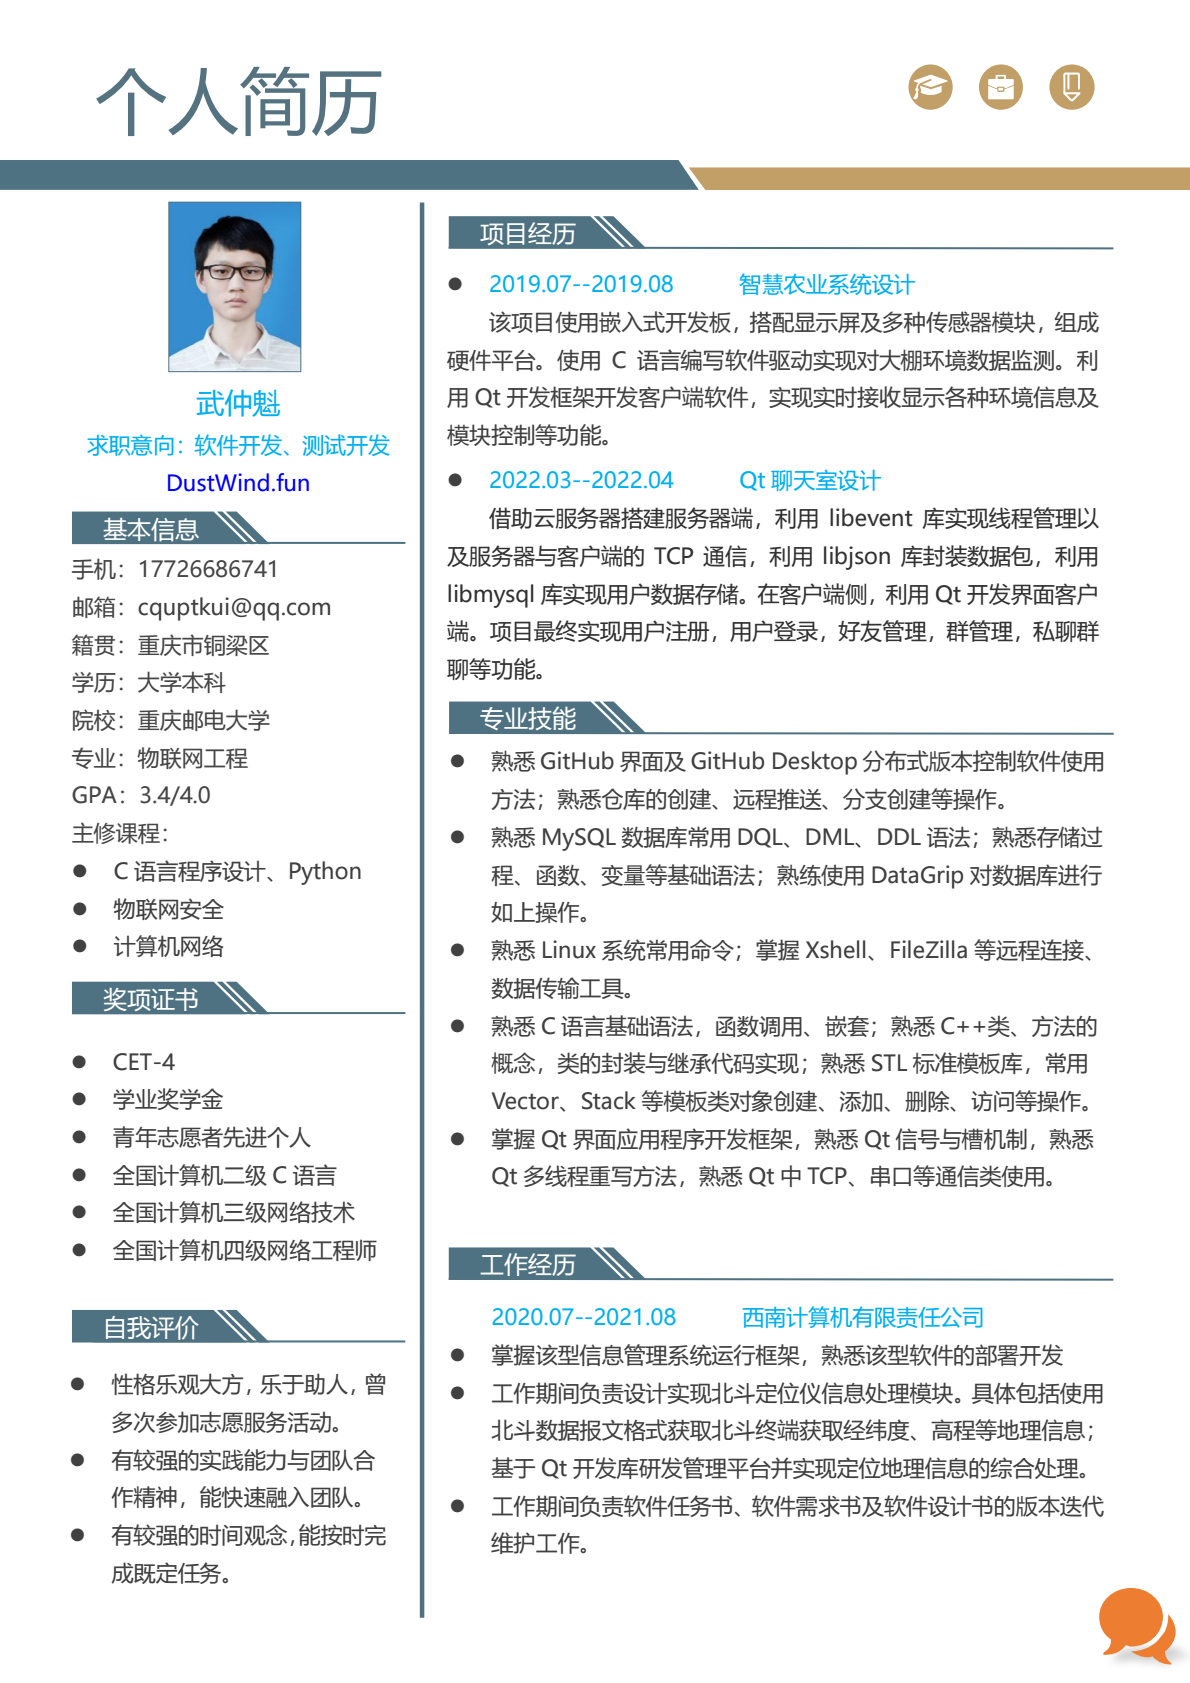 个人简历
武仲魁
求职意向：软件开发、测试开发
DustWind.fun
基本信息
手机：17726686741
邮箱：cquptkui@qq.com
籍贯：重庆市铜梁区
学历：大学本科
院校：重庆邮电大学
专业：物联网工程
GPA：3.4/4.0
主修课程：
● C 语言程序设计、Python
● 物联网安全
● 计算机网络
奖项证书
● CET-4
● 学业奖学金
● 青年志愿者先进个人
● 全国计算机二级 C 语言
● 全国计算机三级网络技术
● 全国计算机四级网络工程师
自我评价
● 性格乐观大方，乐于助人，曾
多次参加志愿服务活动。
● 有较强的实践能力与团队合
作精神，能快速融入团队。
● 有较强的时间观念，能按时完
成既定任务。
项目经历
● 2019.07--2019.08 智慧农业系统设计
该项目使用嵌入式开发板，搭配显示屏及多种传感器模块，组成
硬件平台。使用 C 语言编写软件驱动实现对大棚环境数据监测。利
用 Qt 开发框架开发客户端软件，实现实时接收显示各种环境信息及
模块控制等功能。
● 2022.03--2022.04 Qt 聊天室设计
借助云服务器搭建服务器端，利用 libevent 库实现线程管理以
及服务器与客户端的 TCP 通信，利用 libjson 库封装数据包，利用
libmysql 库实现用户数据存储。在客户端侧，利用 Qt 开发界面客户
端。项目最终实现用户注册，用户登录，好友管理，群管理，私聊群
聊等功能。
专业技能
● 熟悉 GitHub 界面及 GitHub Desktop 分布式版本控制软件使用
方法；熟悉仓库的创建、远程推送、分支创建等操作。
● 熟悉 MySQL 数据库常用 DQL、DML、DDL 语法；熟悉存储过
程、函数、变量等基础语法；熟练使用 DataGrip 对数据库进行
如上操作。
● 熟悉 Linux 系统常用命令；掌握 Xshell、FileZilla 等远程连接、
数据传输工具。
● 熟悉 C 语言基础语法，函数调用、嵌套；熟悉 C++类、方法的
概念，类的封装与继承代码实现；熟悉 STL 标准模板库，常用
Vector、Stack 等模板类对象创建、添加、删除、访问等操作。
● 掌握 Qt 界面应用程序开发框架，熟悉 Qt 信号与槽机制，熟悉
Qt 多线程重写方法，熟悉 Qt 中 TCP、串口等通信类使用。
工作经历
2020.07--2021.08 西南计算机有限责任公司
● 掌握该型信息管理系统运行框架，熟悉该型软件的部署开发
● 工作期间负责设计实现北斗定位仪信息处理模块。具体包括使用
北斗数据报文格式获取北斗终端获取经纬度、高程等地理信息；
基于 Qt 开发库研发管理平台并实现定位地理信息的综合处理。
● 工作期间负责软件任务书、软件需求书及软件设计书的版本迭代
维护工作。